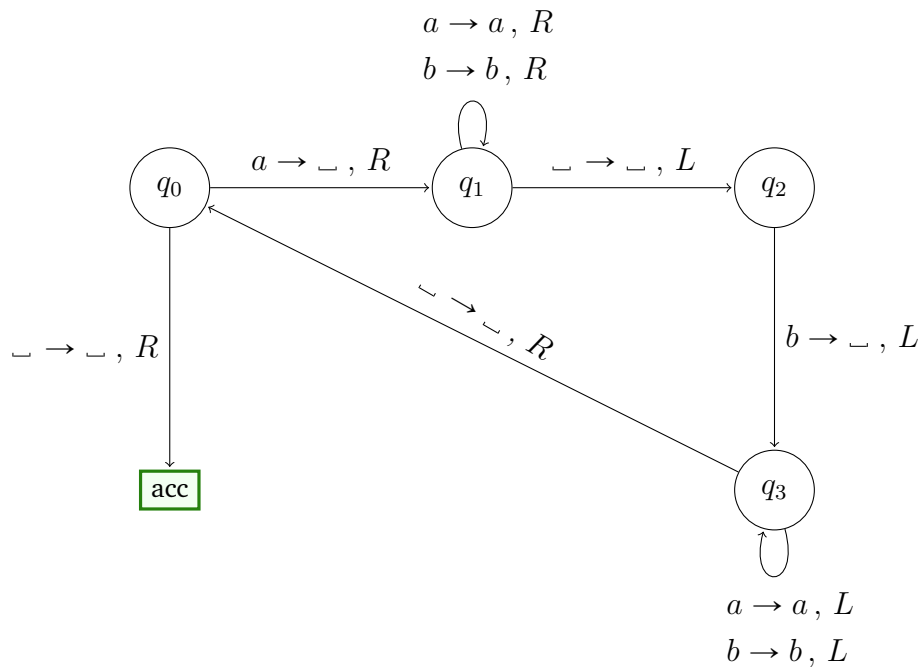 a → a , R
b → b , R
a → ␣ , R
␣ → ␣ , L
q₀
q₁
q₂
␣ → ␣ , R
␣ → ␣ , R
b → ␣ , L
acc
q₃
a → a , L
b → b , L